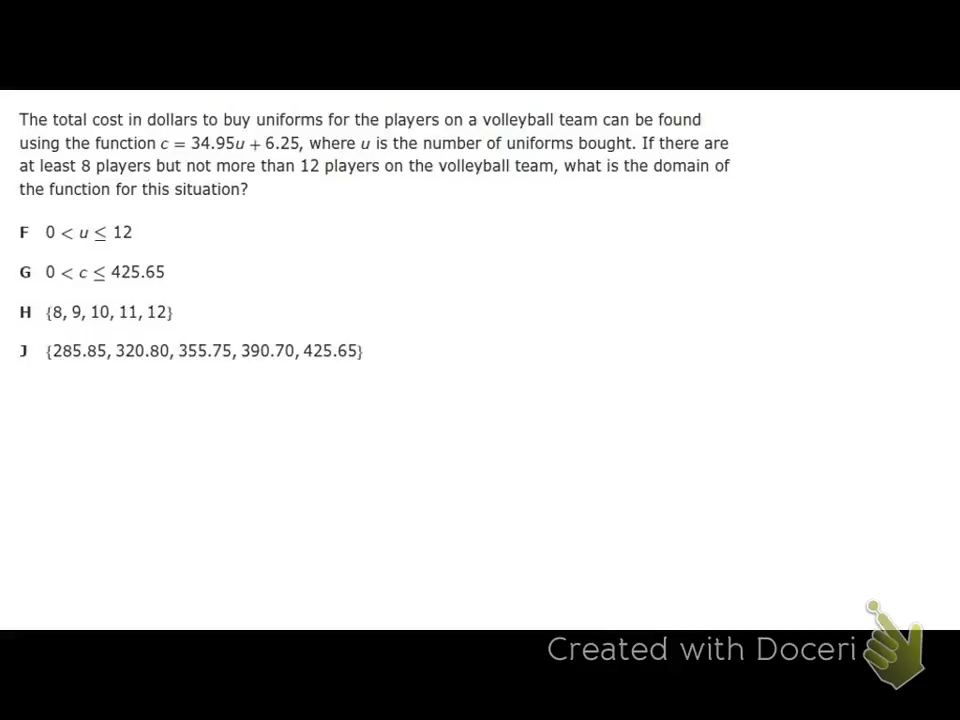 The total cost in dollars to buy uniforms for the players on a volleyball team can be found
using the function c = 34.95u + 6.25, where u is the number of uniforms bought. If there are
at least 8 players but not more than 12 players on the volleyball team, what is the domain of
the function for this situation?
F 0 < u ≤ 12
G 0 < c ≤ 425.65
H {8, 9, 10, 11, 12}
J {285.85, 320.80, 355.75, 390.70, 425.65}
Created with Doceri